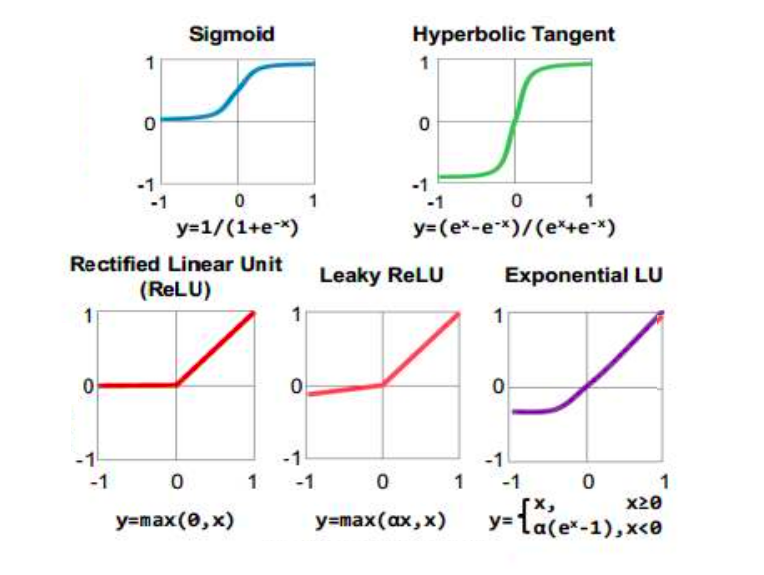 Sigmoid
1
0
-1
-1 0 1
y=1/(1+e⁻ˣ)
Hyperbolic Tangent
1
0
-1
-1 0 1
y=(eˣ-e⁻ˣ)/(eˣ+e⁻ˣ)
Rectified Linear Unit
(ReLU)
1
0
-1
-1 0 1
y=max(0,x)
Leaky ReLU
1
0
-1
-1 0 1
y=max(αx,x)
Exponential LU
1
0
-1
-1 0 1
y={x, x≥0
α(eˣ-1),x<0